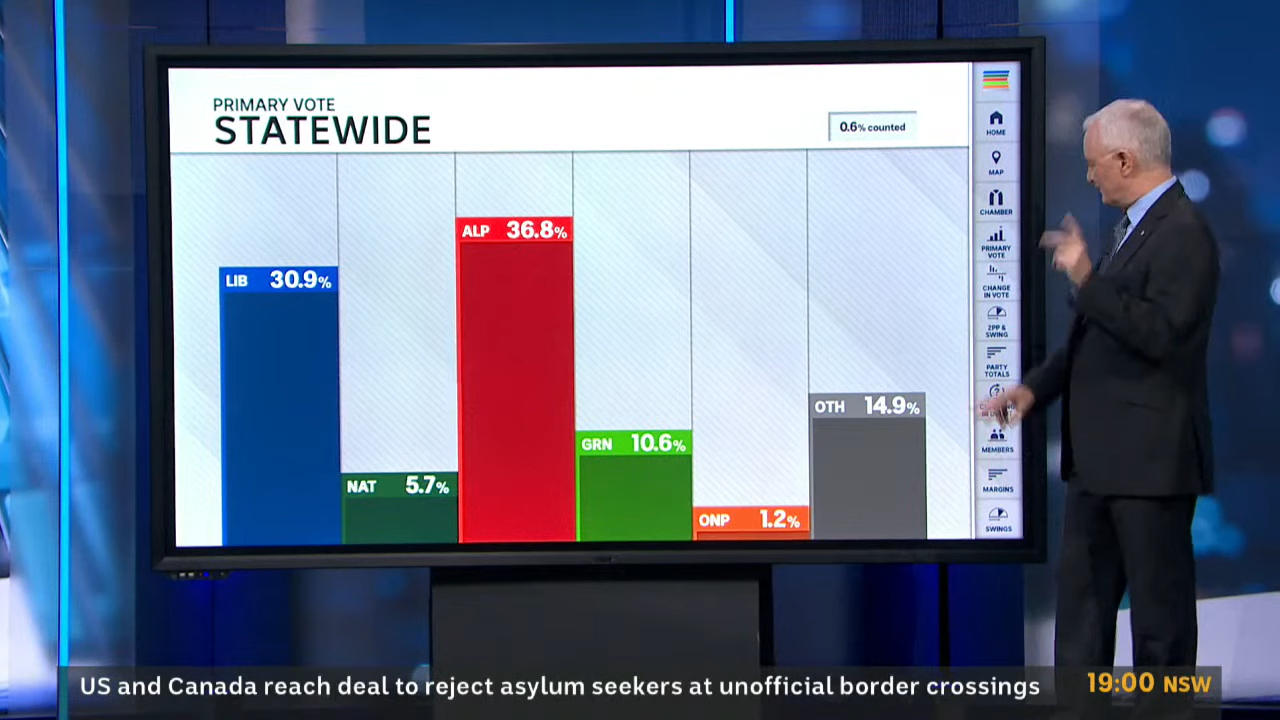 PRIMARY VOTE
STATEWIDE
0.6% counted
LIB 30.9%
NAT 5.7%
ALP 36.8%
GRN 10.6%
ONP 1.2%
OTH 14.9%
HOME
MAP
CHAMBER
PRIMARY
VOTE
CHANGE
IN VOTE
2PP &
SWING
PARTY
TOTALS
MEMBERS
MARGINS
SWINGS
US and Canada reach deal to reject asylum seekers at unofficial border crossings
19:00 NSW